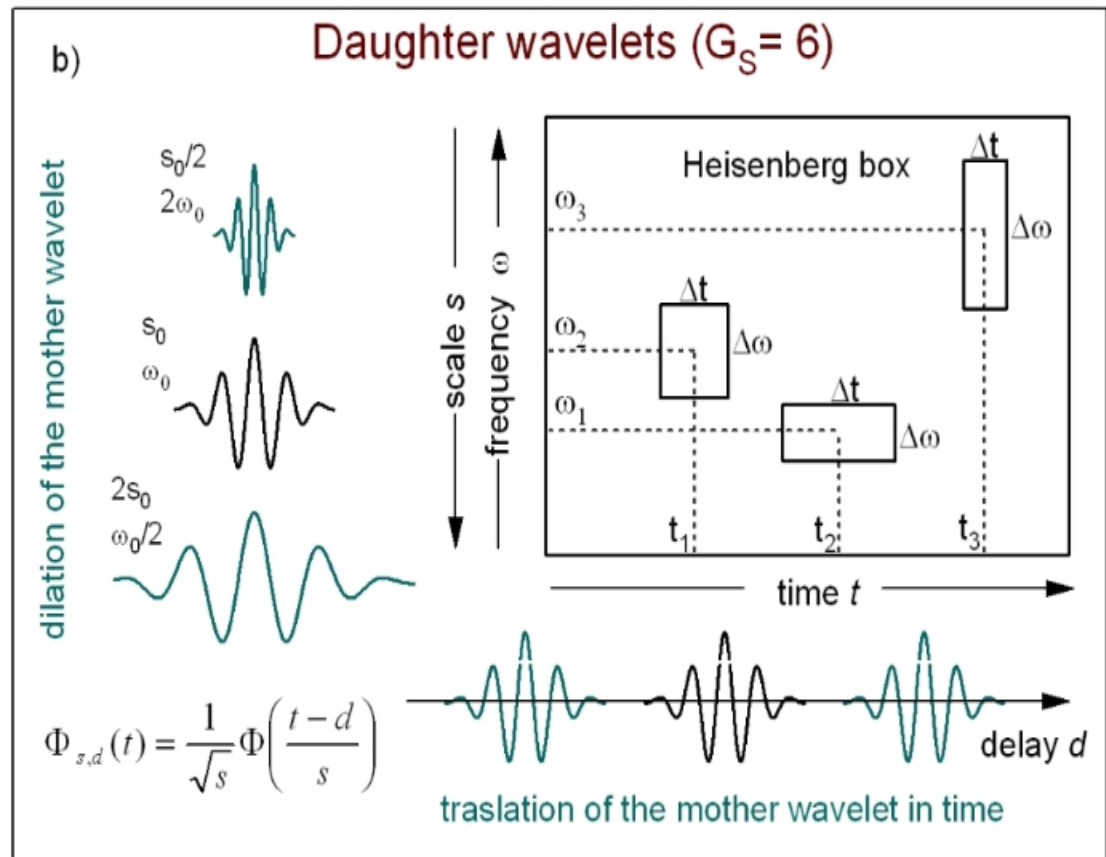 b)
Daughter wavelets (G_S= 6)
dilation of the mother wavelet
s_0/2
2ω_0
s_0
ω_0
2s_0
ω_0/2
scale s
frequency ω
Heisenberg box
Δt
Δω
ω_3
Δt
Δω
ω_2
Δt
Δω
ω_1
t_1
t_2
t_3
time t
delay d
Φ_{s,d}(t) = 1/√s Φ((t − d)/s)
traslation of the mother wavelet in time